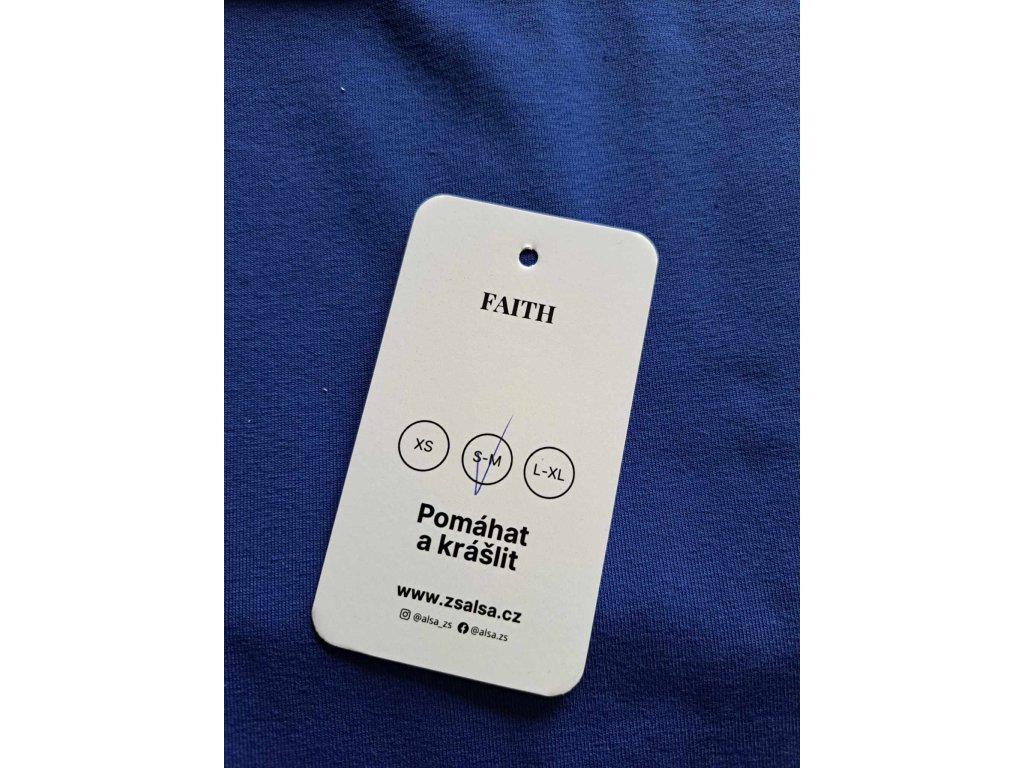 FAITH
XS S-M L-XL
Pomáhat
a krášlit
www.zsalsa.cz
@alsa_zs @alsa.zs